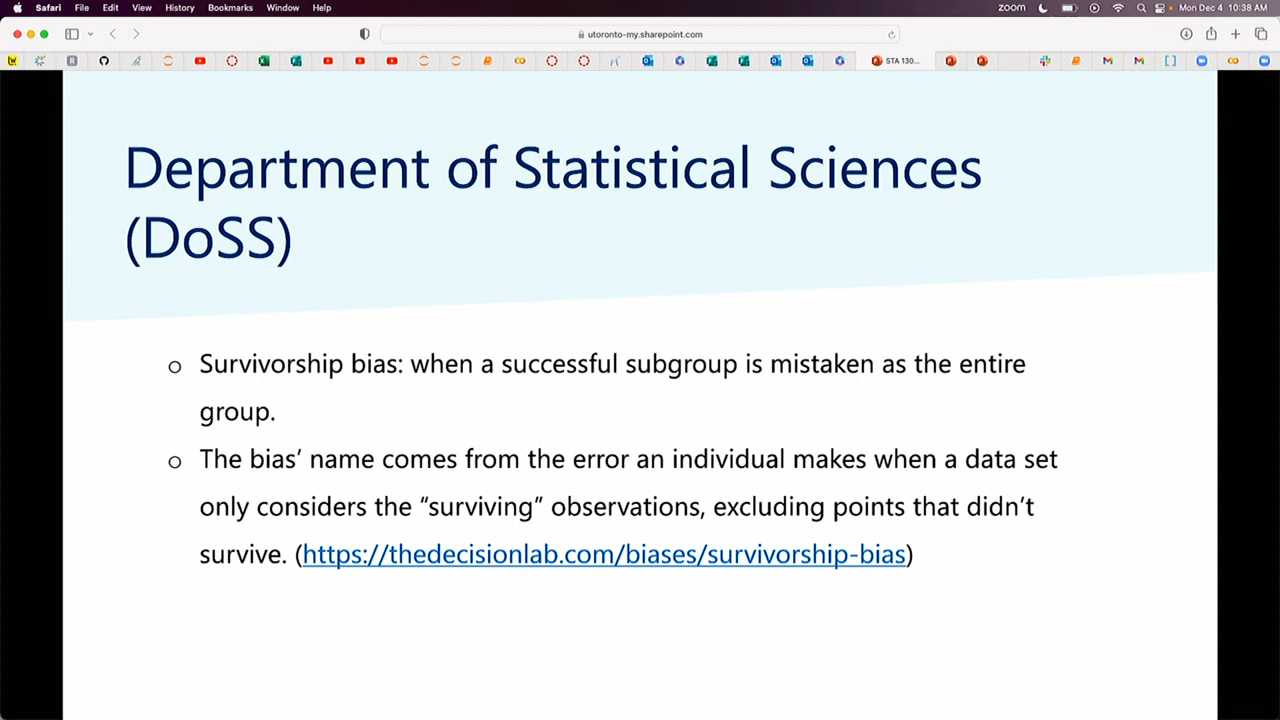 Safari File Edit View History Bookmarks Window Help zoom Mon Dec 4 10:38 AM
utoronto-my.sharepoint.com
STA 130...
Department of Statistical Sciences
(DoSS)
o Survivorship bias: when a successful subgroup is mistaken as the entire
group.
o The bias’ name comes from the error an individual makes when a data set
only considers the “surviving” observations, excluding points that didn’t
survive. (https://thedecisionlab.com/biases/survivorship-bias)